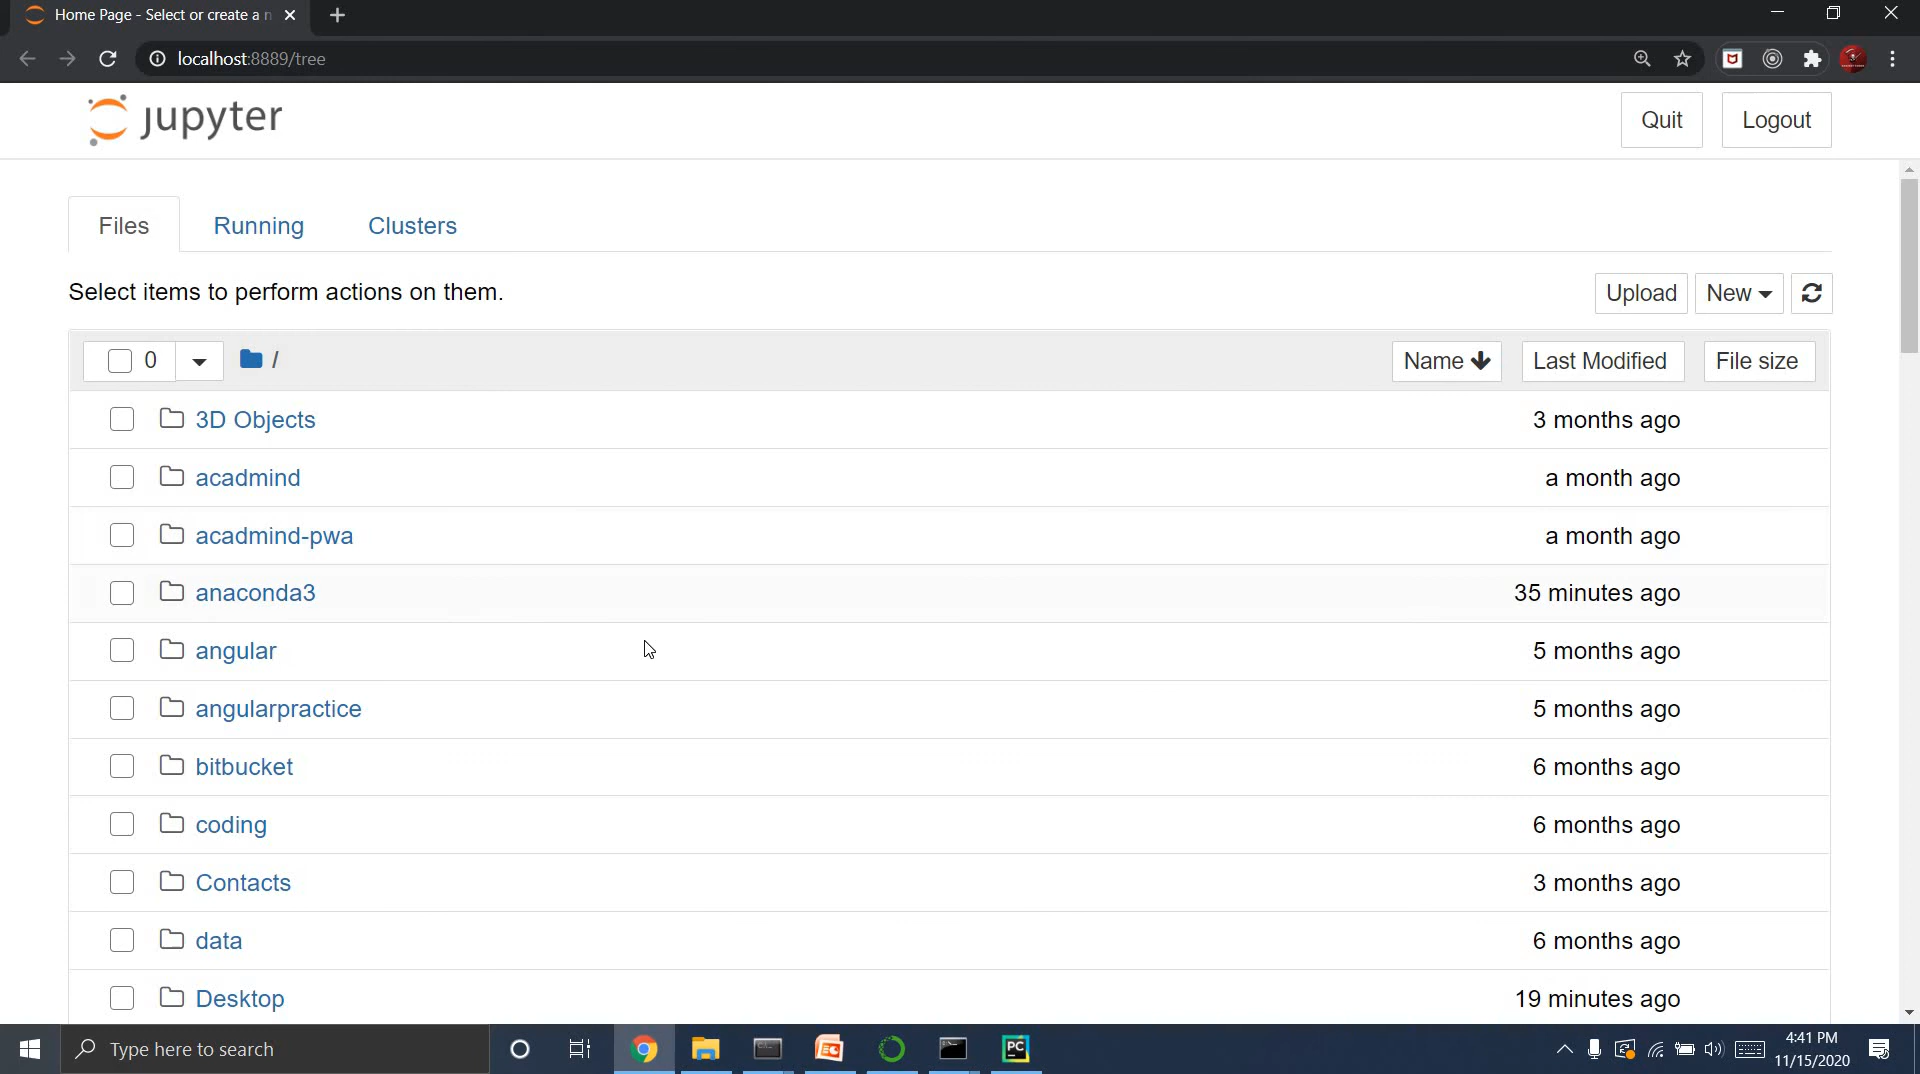 Home Page - Select or create a n
localhost:8889/tree
jupyter
Quit
Logout
Files
Running
Clusters
Select items to perform actions on them.
Upload
New
0
/
Name
Last Modified
File size
3D Objects
3 months ago
acadmind
a month ago
acadmind-pwa
a month ago
anaconda3
35 minutes ago
angular
5 months ago
angularpractice
5 months ago
bitbucket
6 months ago
coding
6 months ago
Contacts
3 months ago
data
6 months ago
Desktop
19 minutes ago
Type here to search
PC
4:41 PM
11/15/2020